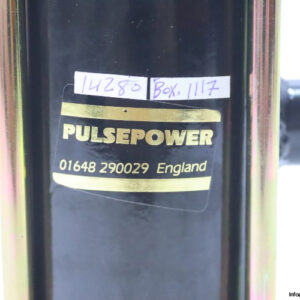 14280 Box. 1117
PULSEPOWER
01648 290029 England